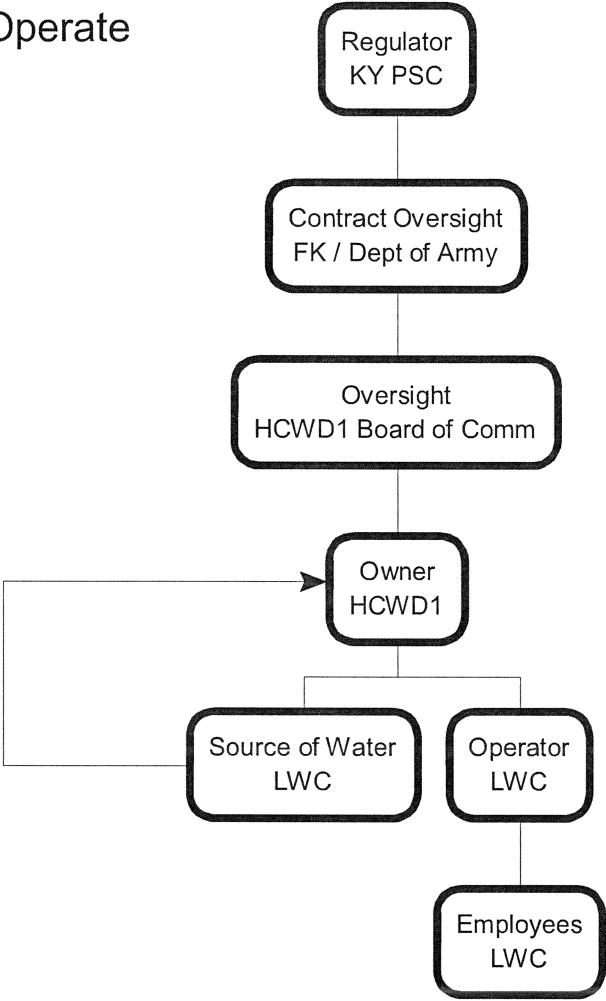 Operate
Regulator
KY PSC
Contract Oversight
FK / Dept of Army
Oversight
HCWD1 Board of Comm
Owner
HCWD1
Source of Water
LWC
Operator
LWC
Employees
LWC